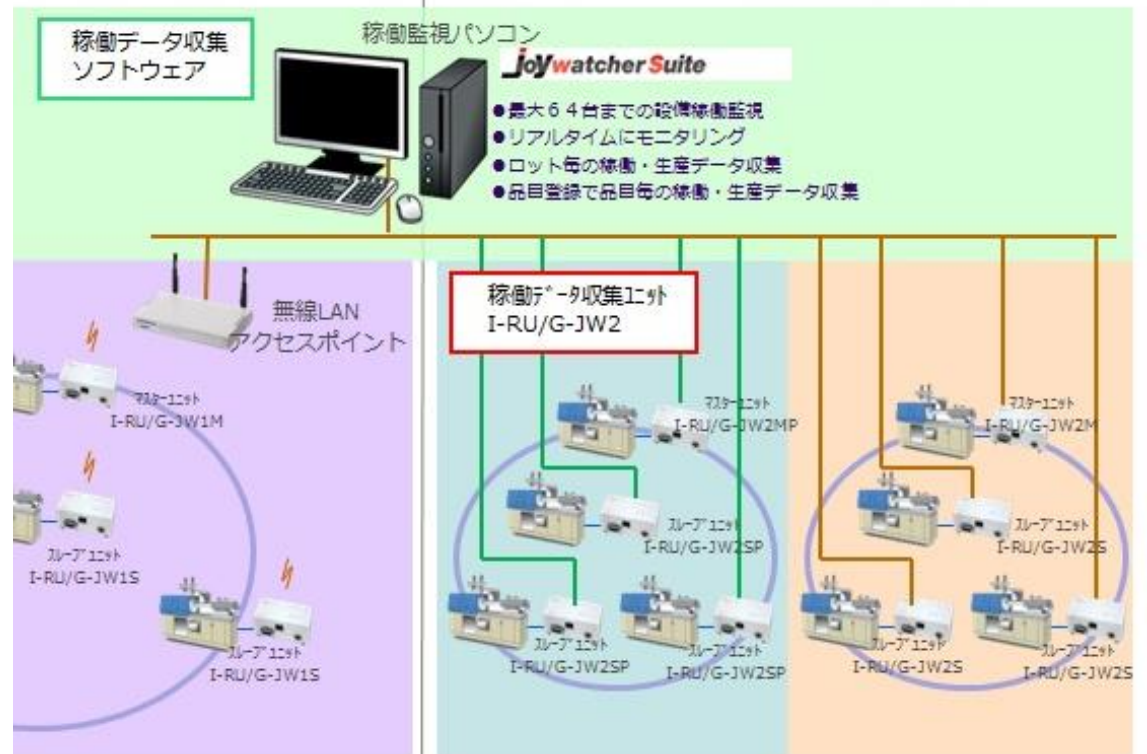 稼働データ収集
ソフトウェア
稼働監視パソコン
JoyWatcherSuite
●最大６４台までの設備稼働監視
●リアルタイムにモニタリング
●ロット毎の稼働・生産データ収集
●品目登録で品目毎の稼働・生産データ収集
無線LAN
アクセスポイント
稼働ﾃﾞｰﾀ収集ﾕﾆｯﾄ
I-RU/G-JW2
ﾏｽﾀｰﾕﾆｯﾄ
I-RU/G-JW1M
ｽﾚｰﾌﾞﾕﾆｯﾄ
I-RU/G-JW1S
ｽﾚｰﾌﾞﾕﾆｯﾄ
I-RU/G-JW1S
ﾏｽﾀｰﾕﾆｯﾄ
I-RU/G-JW2MP
ｽﾚｰﾌﾞﾕﾆｯﾄ
I-RU/G-JW2SP
ｽﾚｰﾌﾞﾕﾆｯﾄ
I-RU/G-JW2SP
ｽﾚｰﾌﾞﾕﾆｯﾄ
I-RU/G-JW2SP
ﾏｽﾀｰﾕﾆｯﾄ
I-RU/G-JW2M
ｽﾚｰﾌﾞﾕﾆｯﾄ
I-RU/G-JW2S
ｽﾚｰﾌﾞﾕﾆｯﾄ
I-RU/G-JW2S
ｽﾚｰﾌﾞﾕﾆｯﾄ
I-RU/G-JW2S